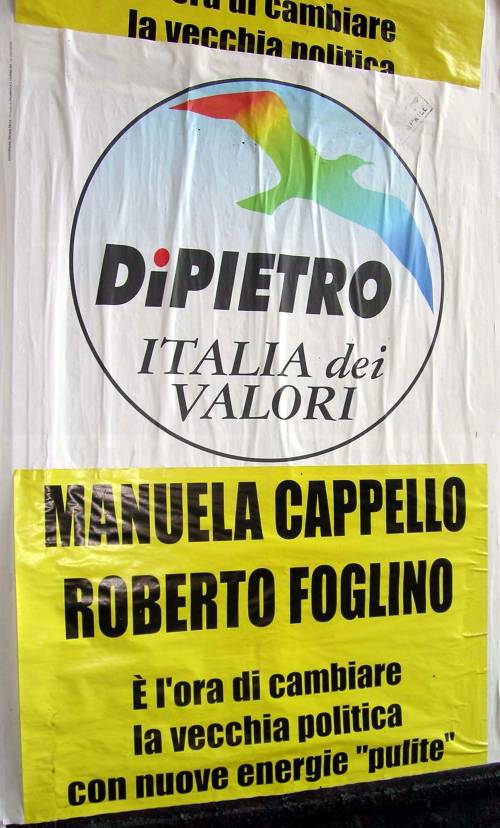 l'ora di cambiare
la vecchia politica
DiPIETRO
ITALIA dei
VALORI
MANUELA CAPPELLO
ROBERTO FOGLINO
È l'ora di cambiare
la vecchia politica
con nuove energie "pulite"